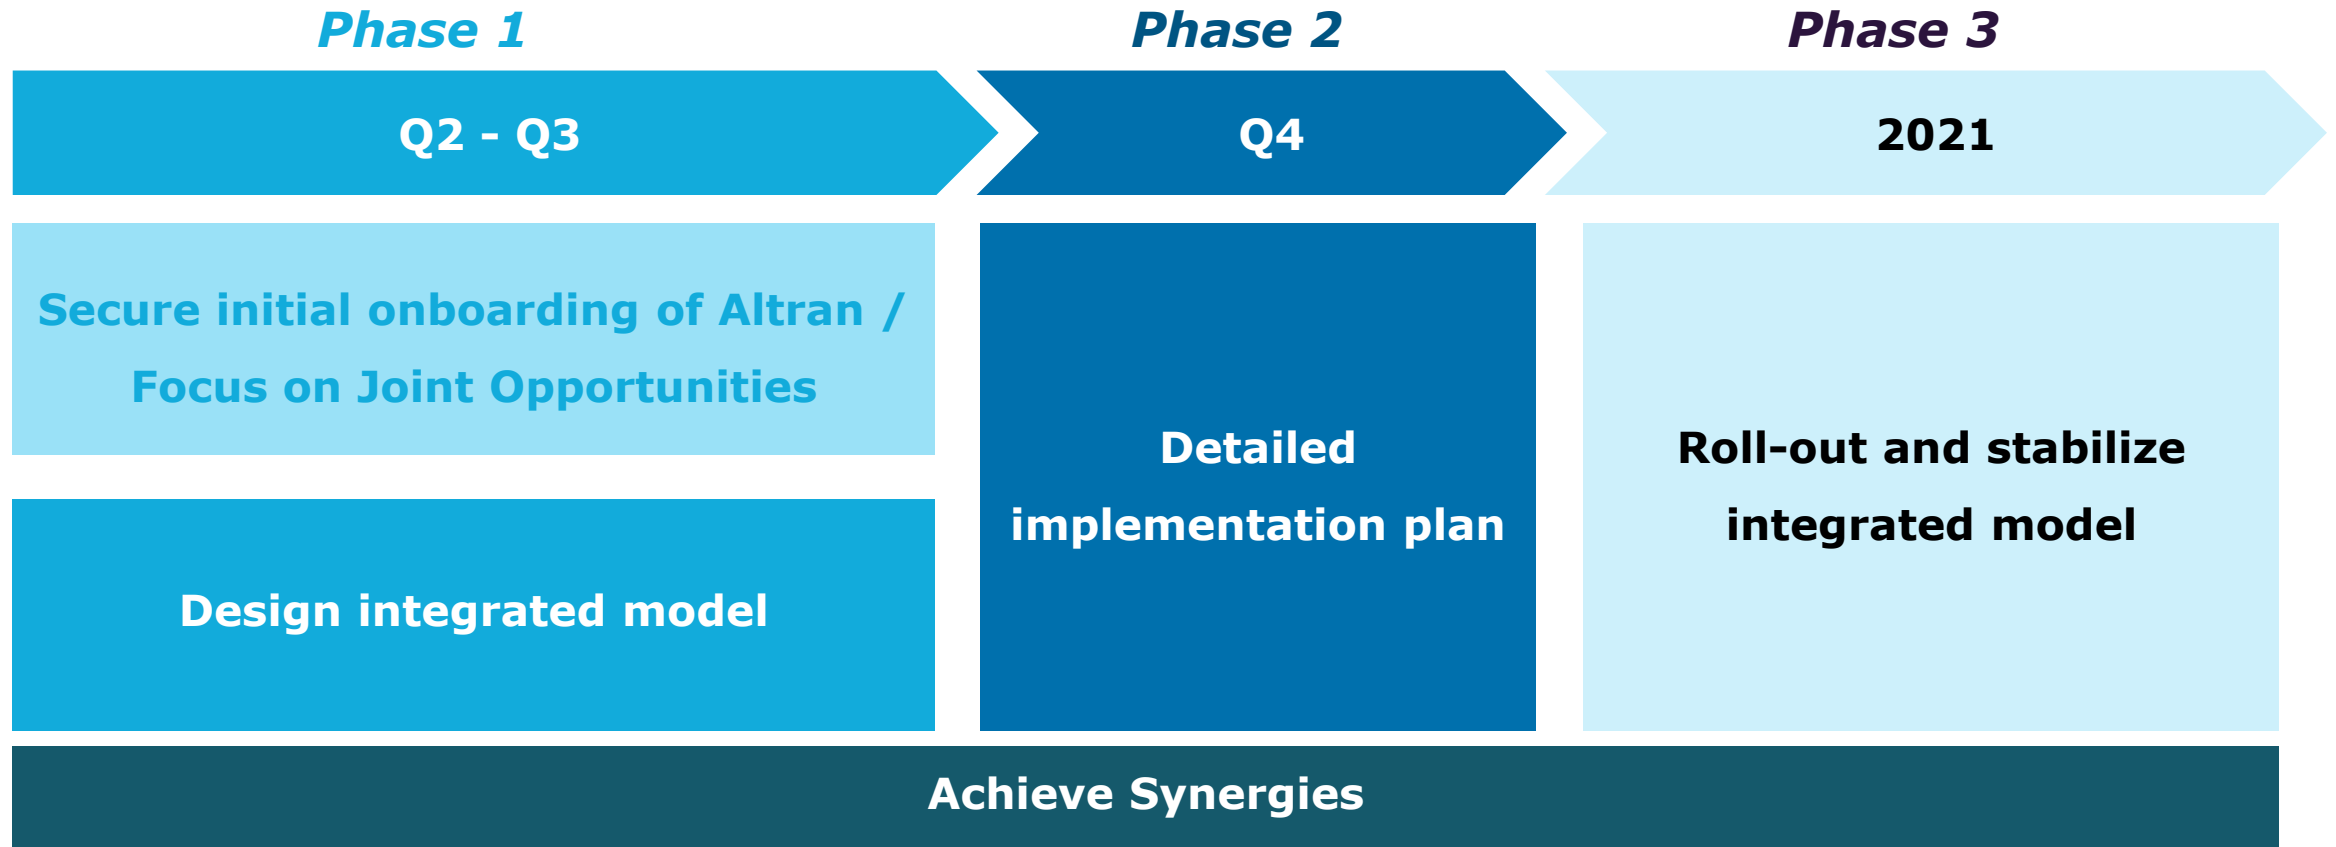 Phase 1
Phase 2
Phase 3
Q2 – Q3
Q4
2021
Secure initial onboarding of Altran /
Focus on Joint Opportunities
Design integrated model
Detailed
implementation plan
Roll-out and stabilize
integrated model
Achieve Synergies